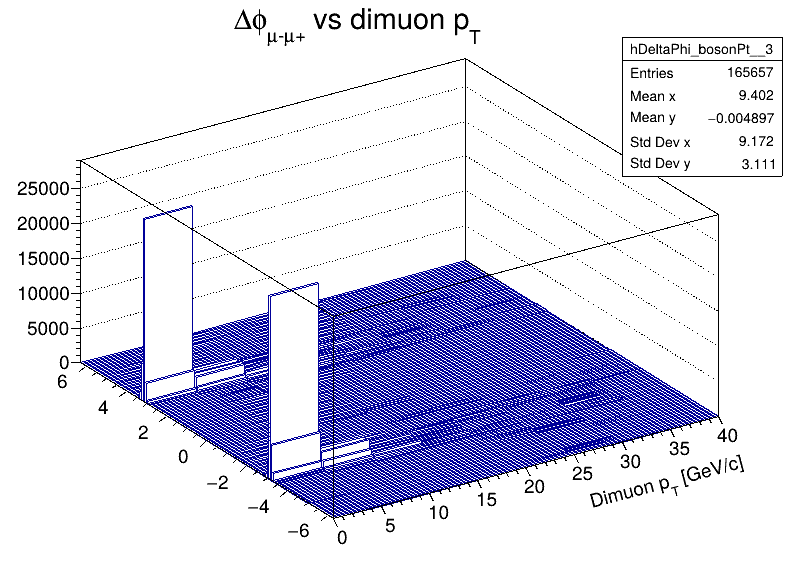 Δϕμ-μ+ vs dimuon pT
hDeltaPhi_bosonPt__3
Entries 165657
Mean x 9.402
Mean y −0.004897
Std Dev x 9.172
Std Dev y 3.111
25000
20000
15000
10000
5000
0
6
4
2
0
−2
−4
−6
0
5
10
15
20
25
30
35
40
Dimuon pT [GeV/c]